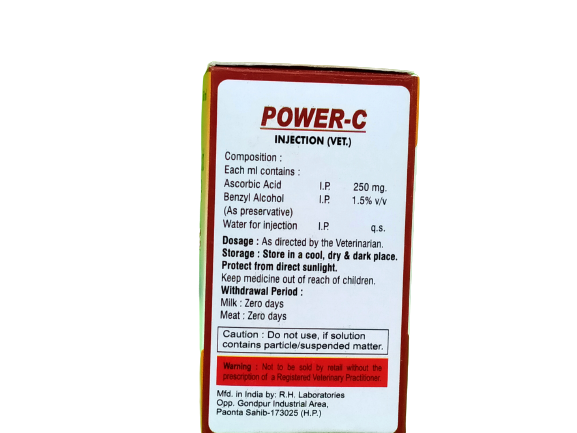 POWER-C
INJECTION (VET.)
Composition :
Each ml contains :
Ascorbic Acid I.P. 250 mg.
Benzyl Alcohol I.P. 1.5% v/v
(As preservative)
Water for injection I.P. q.s.
Dosage : As directed by the Veterinarian.
Storage : Store in a cool, dry & dark place.
Protect from direct sunlight.
Keep medicine out of reach of children.
Withdrawal Period :
Milk : Zero days
Meat : Zero days
Caution : Do not use, if solution
contains particle/suspended matter.
Warning : Not to be sold by retail without the
prescription of a Registered Veterinary Practitioner.
Mfd. in India by: R.H. Laboratories
Opp. Gondpur Industrial Area,
Paonta Sahib-173025 (H.P.)